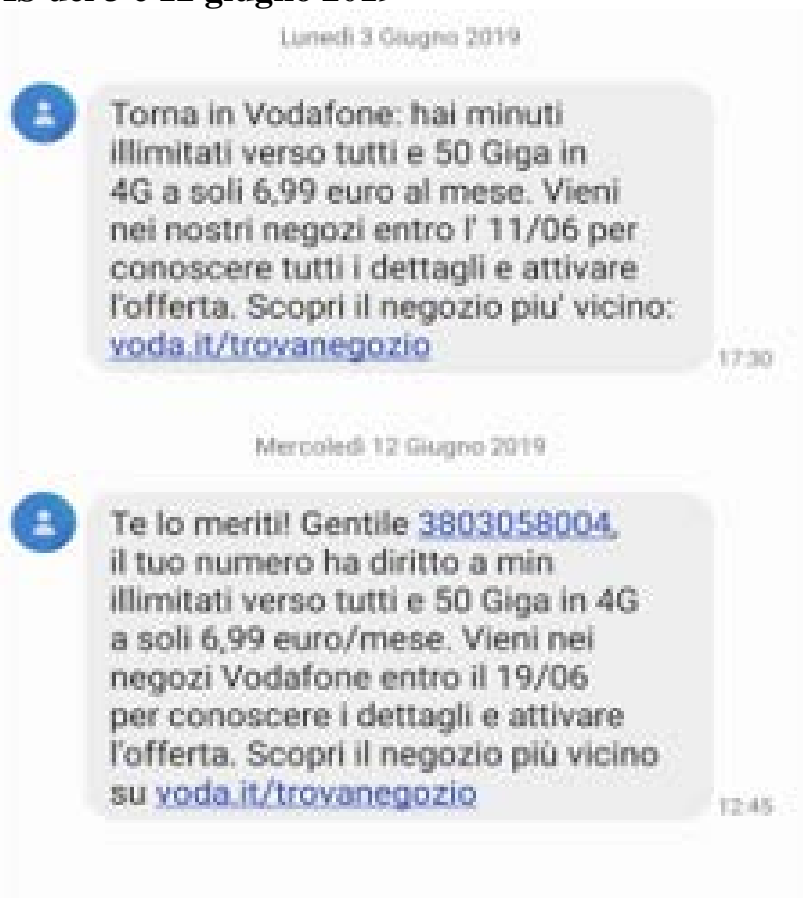 Lunedì 3 Giugno 2019
Torna in Vodafone: hai minuti
illimitati verso tutti e 50 Giga in
4G a soli 6,99 euro al mese. Vieni
nei nostri negozi entro l' 11/06 per
conoscere tutti i dettagli e attivare
l'offerta. Scopri il negozio piu' vicino:
voda.it/trovanegozio
17:30
Mercoledì 12 Giugno 2019
Te lo meriti! Gentile 3803058004,
il tuo numero ha diritto a min
illimitati verso tutti e 50 Giga in 4G
a soli 6,99 euro/mese. Vieni nei
negozi Vodafone entro il 19/06
per conoscere i dettagli e attivare
l'offerta. Scopri il negozio più vicino
su voda.it/trovanegozio
12:45